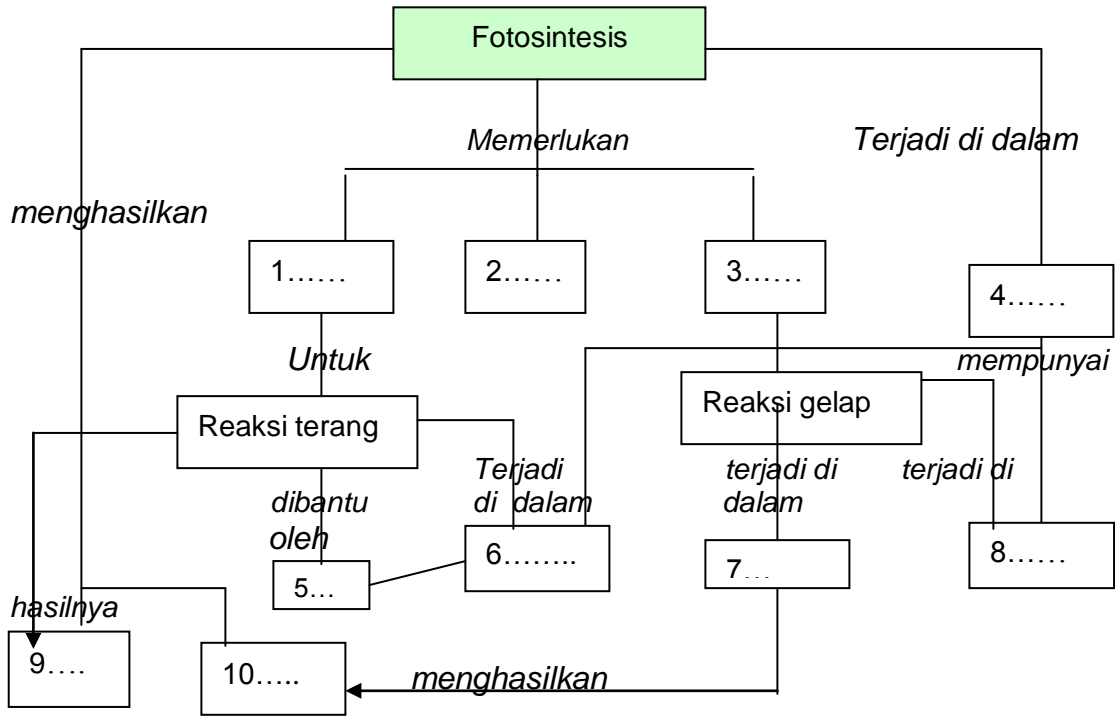 Fotosintesis
Memerlukan
Terjadi di dalam
menghasilkan
1……
2……
3……
4……
Untuk
mempunyai
Reaksi terang
Reaksi gelap
dibantu
oleh
Terjadi
di dalam
terjadi di
dalam
terjadi di
5…
6……..
7…
8……
hasilnya
9….
10…..
menghasilkan